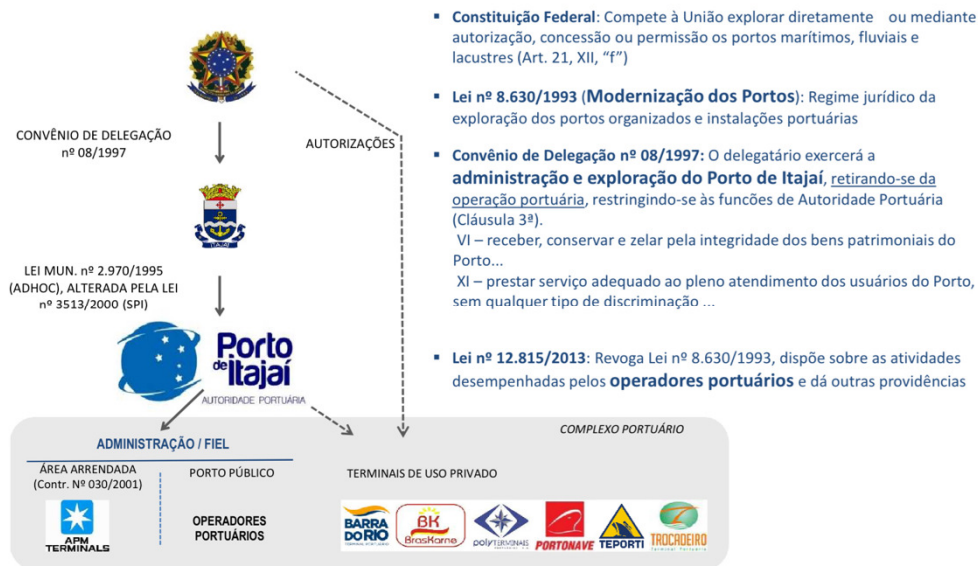 CONVÊNIO DE DELEGAÇÃO
nº 08/1997
AUTORIZAÇÕES
ITAJAÍ
LEI MUN. nº 2.970/1995
(ADHOC), ALTERADA PELA LEI
nº 3513/2000 (SPI)
Porto
de Itajaí
AUTORIDADE PORTUÁRIA
▪ Constituição Federal: Compete à União explorar diretamente ou mediante
autorização, concessão ou permissão os portos marítimos, fluviais e
lacustres (Art. 21, XII, “f”)
▪ Lei nº 8.630/1993 (Modernização dos Portos): Regime jurídico da
exploração dos portos organizados e instalações portuárias
▪ Convênio de Delegação nº 08/1997: O delegatário exercerá a
administração e exploração do Porto de Itajaí, retirando-se da
operação portuária, restringindo-se às funcões de Autoridade Portuária
(Cláusula 3ª).
VI – receber, conservar e zelar pela integridade dos bens patrimoniais do
Porto...
XI – prestar serviço adequado ao pleno atendimento dos usuários do Porto,
sem qualquer tipo de discriminação ...
▪ Lei nº 12.815/2013: Revoga Lei nº 8.630/1993, dispõe sobre as atividades
desempenhadas pelos operadores portuários e dá outras providências
COMPLEXO PORTUÁRIO
ADMINISTRAÇÃO / FIEL
ÁREA ARRENDADA
(Contr. Nº 030/2001)
APM
TERMINALS
PORTO PÚBLICO
OPERADORES
PORTUÁRIOS
TERMINAIS DE USO PRIVADO
BARRA
DO RIO
BK
BrasKarne
polyTERMINAIS
PORTONAVE
TEPORTI
TROCADEIRO
Terminal Portuário